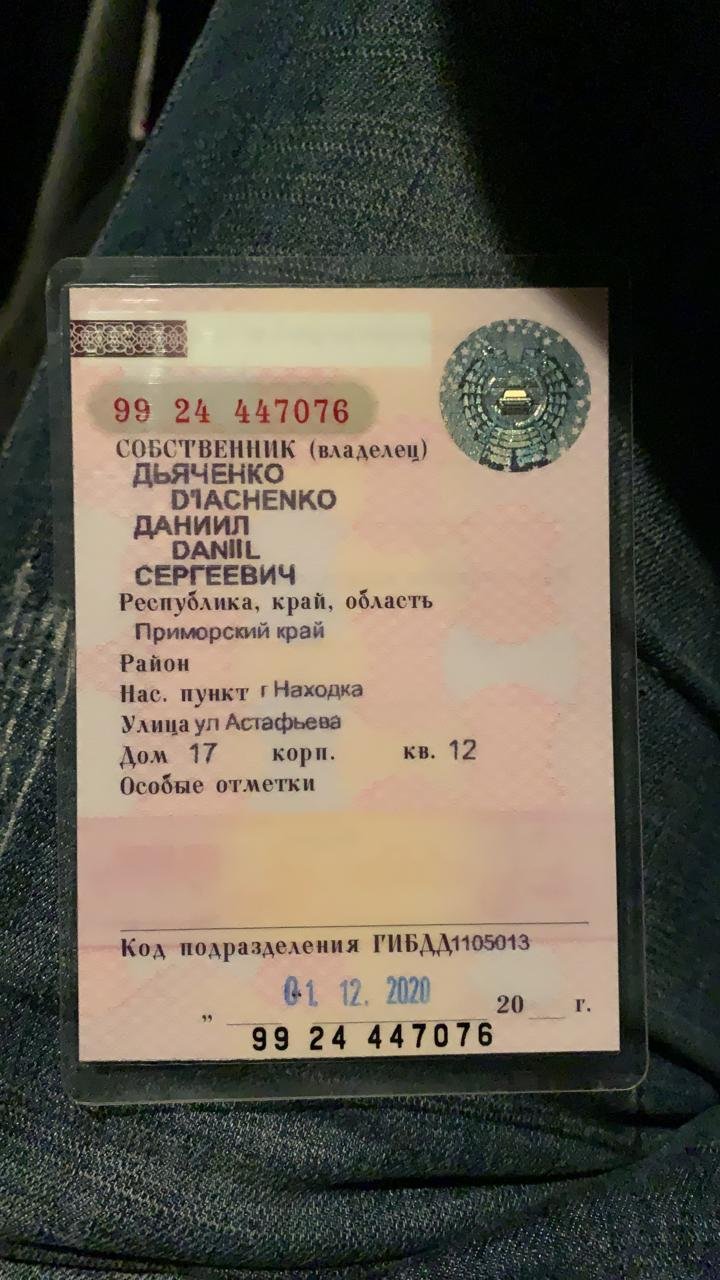 99 24 447076
СОБСТВЕННИК (владелец)
ДЬЯЧЕНКО
D'IACHENKO
ДАНИИЛ
DANIIL
СЕРГЕЕВИЧ
Республика, край, область
Приморский край
Район
Нас. пункт г Находка
Улица ул Астафьева
Дом 17 корп. кв. 12
Особые отметки
Код подразделения ГИБДД 1105013
01. 12. 2020
„ 20 г.
99 24 447076